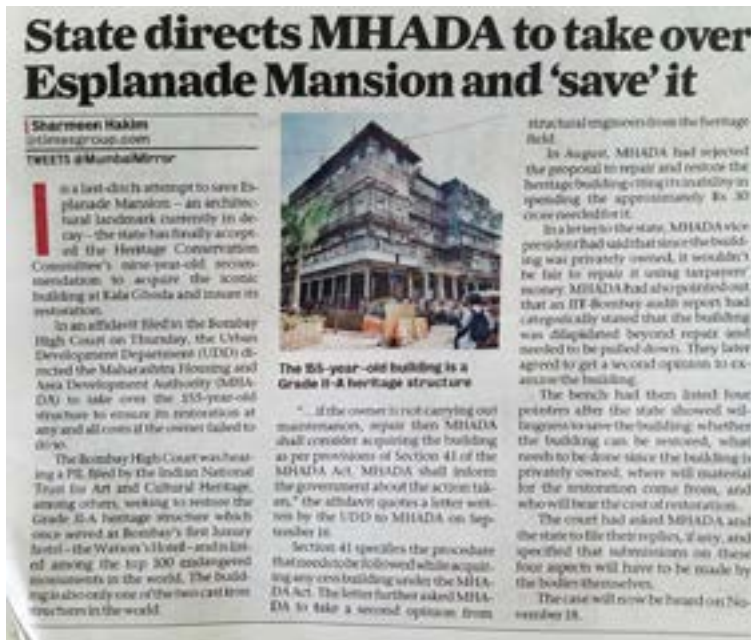 State directs MHADA to take over
Esplanade Mansion and 'save' it
Sharmeen Hakim
@timesgroup.com
TWEETS @MumbaiMirror
In a last-ditch attempt to save Es-
planade Mansion – an architec-
tural landmark currently in de-
cay – the state has finally accept-
ed the Heritage Conservation
Committee's nine-year-old recom-
mendation to acquire the iconic
building at Kala Ghoda and insure its
restoration.
In an affidavit filed in the Bombay
High Court on Thursday, the Urban
Development Department (UDD) di-
rected the Maharashtra Housing and
Area Development Authority (MHA-
DA) to take over the 155-year-old
structure to ensure its restoration at
any and all costs if the owner failed to
do so.
The Bombay High Court was hear-
ing a PIL filed by the Indian National
Trust for Art and Cultural Heritage,
among others, seeking to restore the
Grade II-A heritage structure which
once served as Bombay's first luxury
hotel – the Watson's Hotel – and is list-
ed among the top 100 endangered
monuments in the world. The build-
ing is also only one of the two cast iron
structures in the world.
The 155-year-old building is a
Grade II-A heritage structure
"...if the owner is not carrying out
maintenances, repair then MHADA
shall consider acquiring the building
as per provisions of Section 41 of the
MHADA Act. MHADA shall inform
the government about the action tak-
en," the affidavit quotes a letter writ-
ten by the UDD to MHADA on Sep-
tember 16.
Section 41 specifies the procedure
that needs to be followed while acquir-
ing any cess building under the MHA-
DA Act. The letter further asked MHA-
DA to take a second opinion from
structural engineers from the heritage
field.
In August, MHADA had rejected
the proposal to repair and restore the
heritage building citing its inability in
spending the approximately Rs 30
crore needed for it.
In a letter to the state, MHADA vice
president had said that since the build-
ing was privately owned, it wouldn't
be fair to repair it using taxpayers'
money. MHADA had also pointed out
that an IIT-Bombay audit report had
categorically stated that the building
was dilapidated beyond repair and
needed to be pulled down. They later
agreed to get a second opinion to ex-
amine the building.
The bench had then listed four
pointers after the state showed wil-
lingness to save the building: whether
the building can be restored, what
needs to be done since the building is
privately owned, where will material
for the restoration come from, and
who will bear the cost of restoration.
The court had asked MHADA and
the state to file their replies, if any, and
specified that submissions on these
four aspects will have to be made by
the bodies themselves.
The case will now be heard on No-
vember 18.